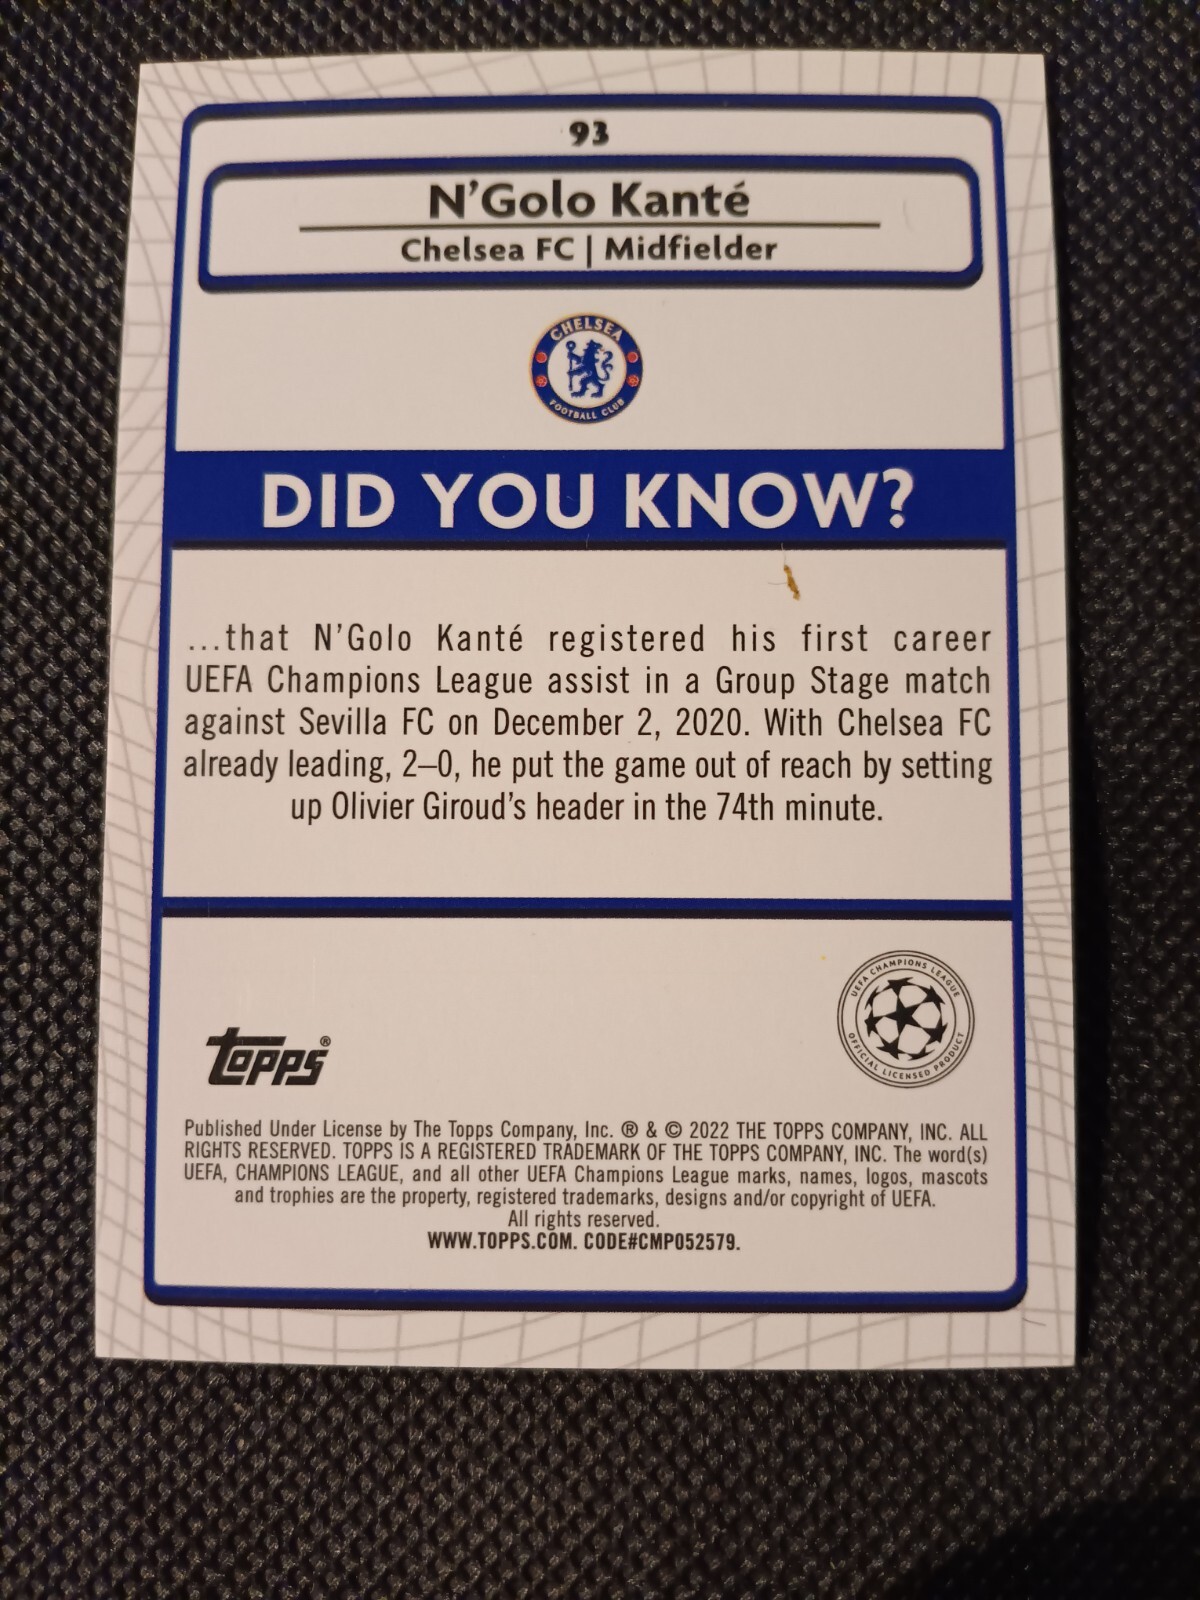 93
N'Golo Kanté
Chelsea FC | Midfielder
CHELSEA
FOOTBALL CLUB
DID YOU KNOW?
...that N'Golo Kanté registered his first career
UEFA Champions League assist in a Group Stage match
against Sevilla FC on December 2, 2020. With Chelsea FC
already leading, 2–0, he put the game out of reach by setting
up Olivier Giroud's header in the 74th minute.
UEFA CHAMPIONS LEAGUE
OFFICIAL LICENSED PRODUCT
Topps®
Published Under License by The Topps Company, Inc. ® & © 2022 THE TOPPS COMPANY, INC. ALL
RIGHTS RESERVED. TOPPS IS A REGISTERED TRADEMARK OF THE TOPPS COMPANY, INC. The word(s)
UEFA, CHAMPIONS LEAGUE, and all other UEFA Champions League marks, names, logos, mascots
and trophies are the property, registered trademarks, designs and/or copyright of UEFA.
All rights reserved.
WWW.TOPPS.COM. CODE#CMP052579.